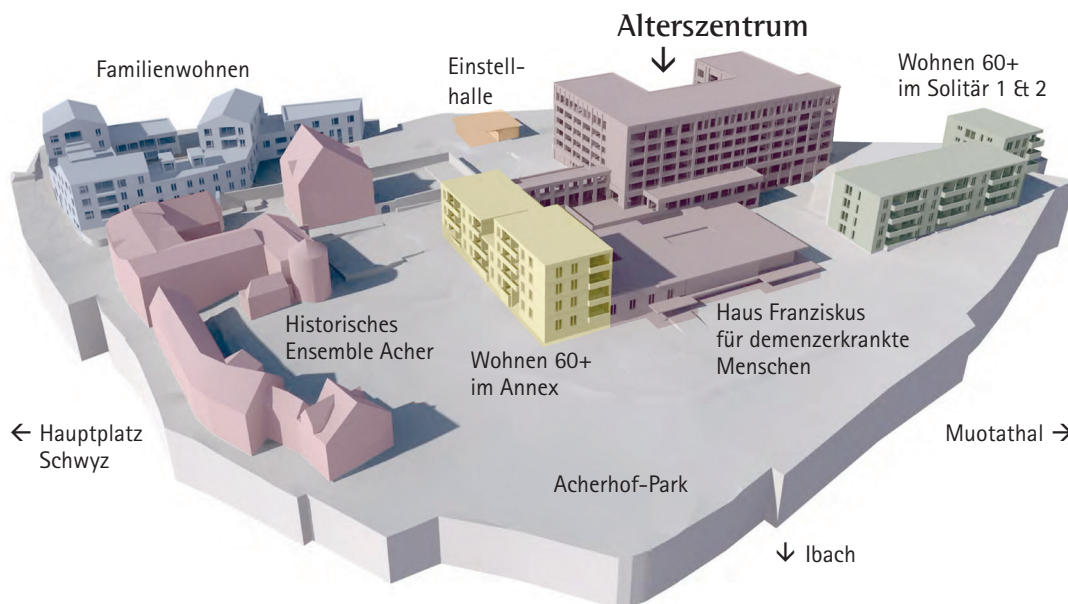 Alterszentrum
↓
Familienwohnen
Einstell-
halle
Wohnen 60+
im Solitär 1 & 2
Historisches
Ensemble Acher
Wohnen 60+
im Annex
Haus Franziskus
für demenzerkrankte
Menschen
← Hauptplatz
Schwyz
Muotathal →
Acherhof-Park
↓ Ibach